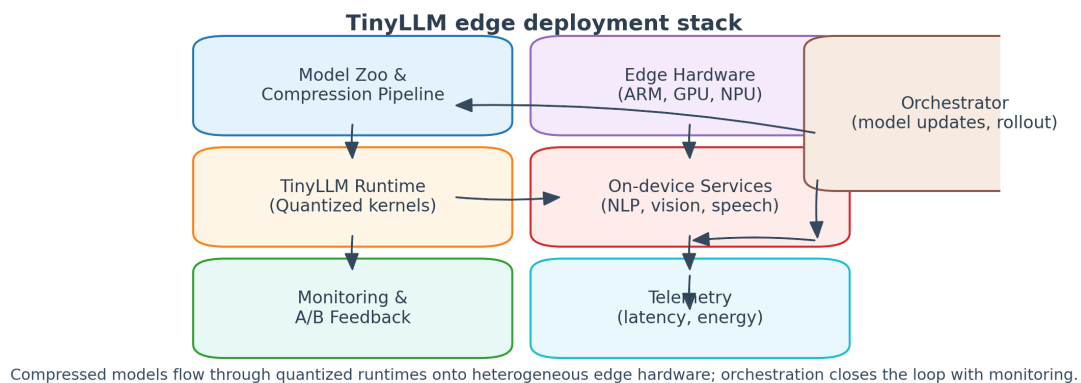 TinyLLM edge deployment stack
Model Zoo &
Compression Pipeline
Edge Hardware
(ARM, GPU, NPU)
Orchestrator
(model updates, rollout)
TinyLLM Runtime
(Quantized kernels)
On-device Services
(NLP, vision, speech)
Monitoring &
A/B Feedback
Telemetry
(latency, energy)
Compressed models flow through quantized runtimes onto heterogeneous edge hardware; orchestration closes the loop with monitoring.